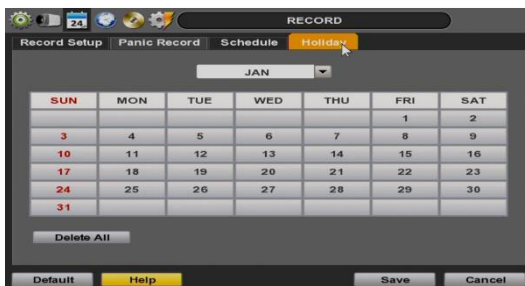 24 RECORD
Record Setup Panic Record Schedule Holiday
JAN
SUN MON TUE WED THU FRI SAT
1 2
3 4 5 6 7 8 9
10 11 12 13 14 15 16
17 18 19 20 21 22 23
24 25 26 27 28 29 30
31
Delete All
Default Help Save Cancel